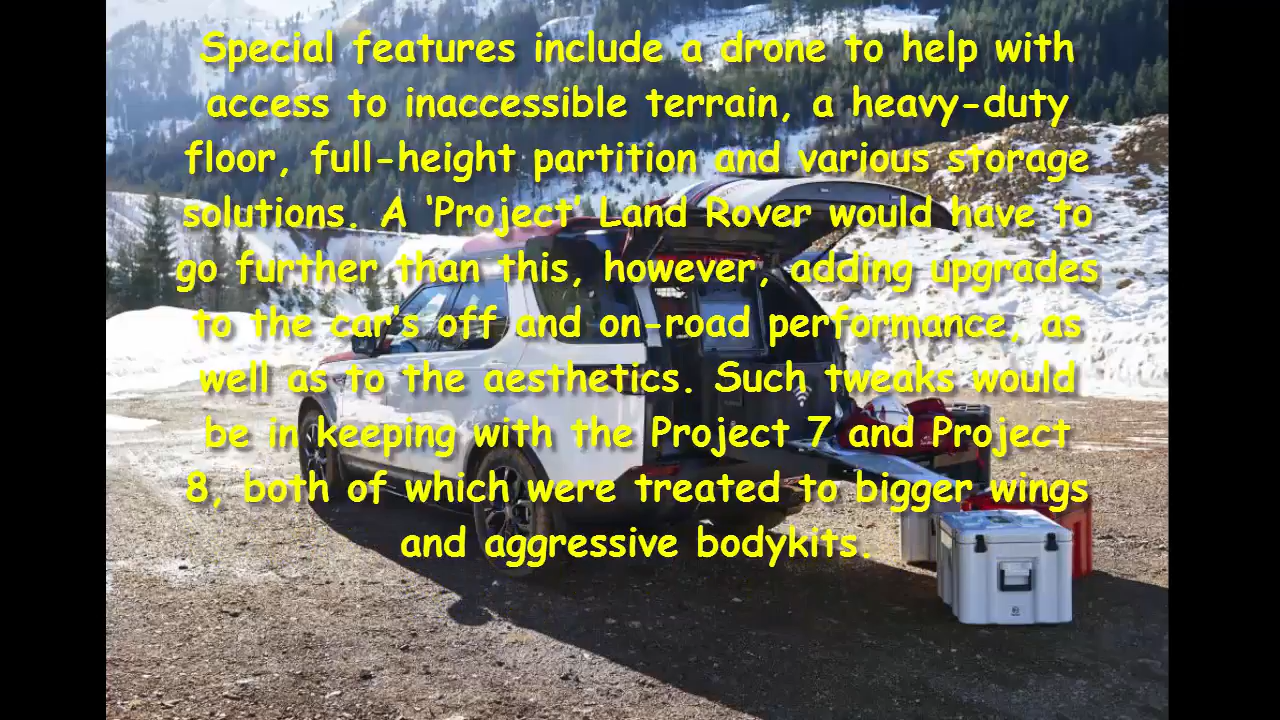 Special features include a drone to help with
access to inaccessible terrain, a heavy-duty
floor, full-height partition and various storage
solutions. A ‘Project’ Land Rover would have to
go further than this, however, adding upgrades
to the car’s off and on-road performance, as
well as to the aesthetics. Such tweaks would
be in keeping with the Project 7 and Project
8, both of which were treated to bigger wings
and aggressive bodykits.